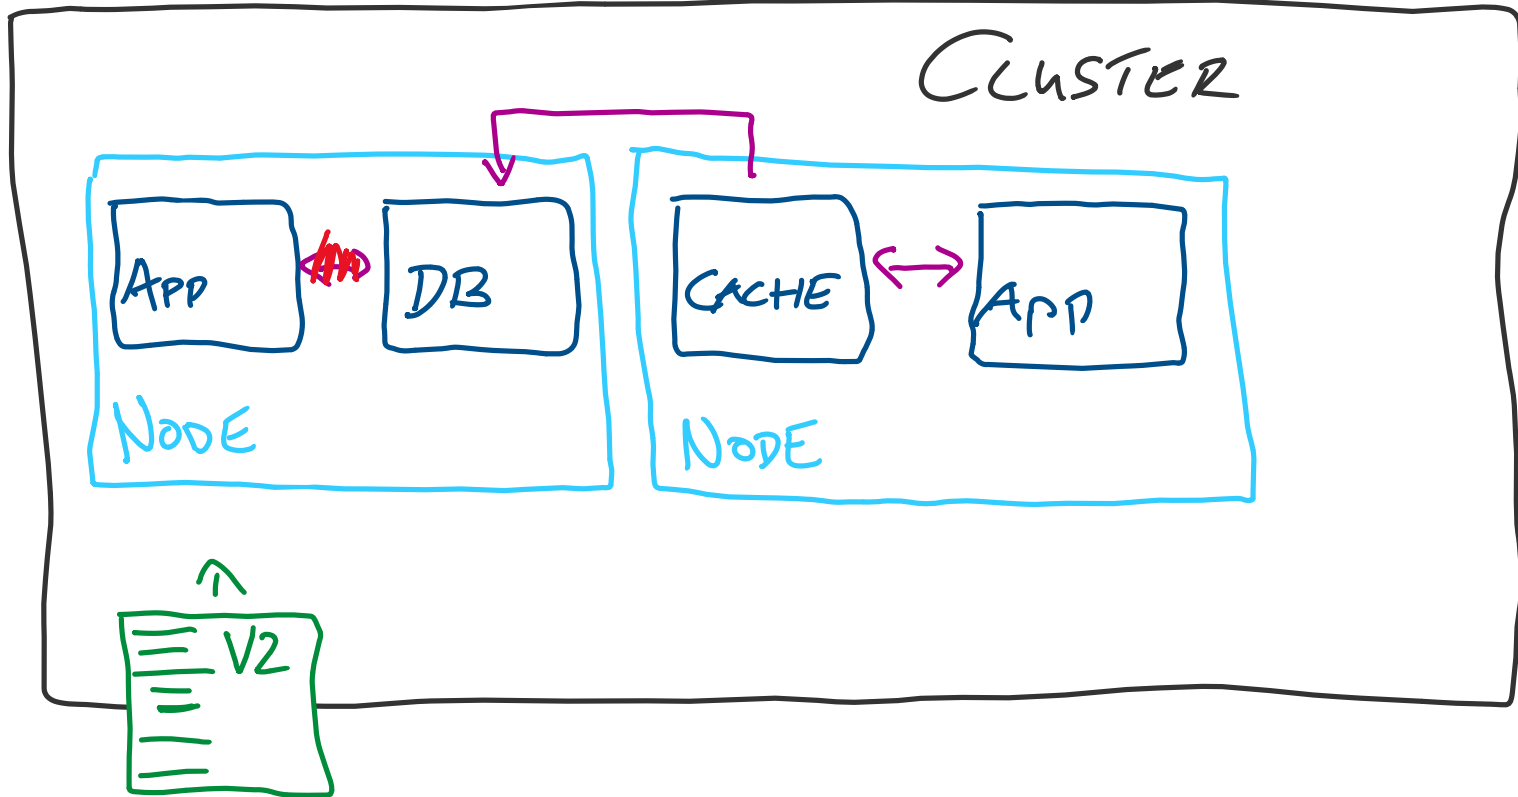 CLUSTER
APP
DB
CACHE
APP
NODE
NODE
V2